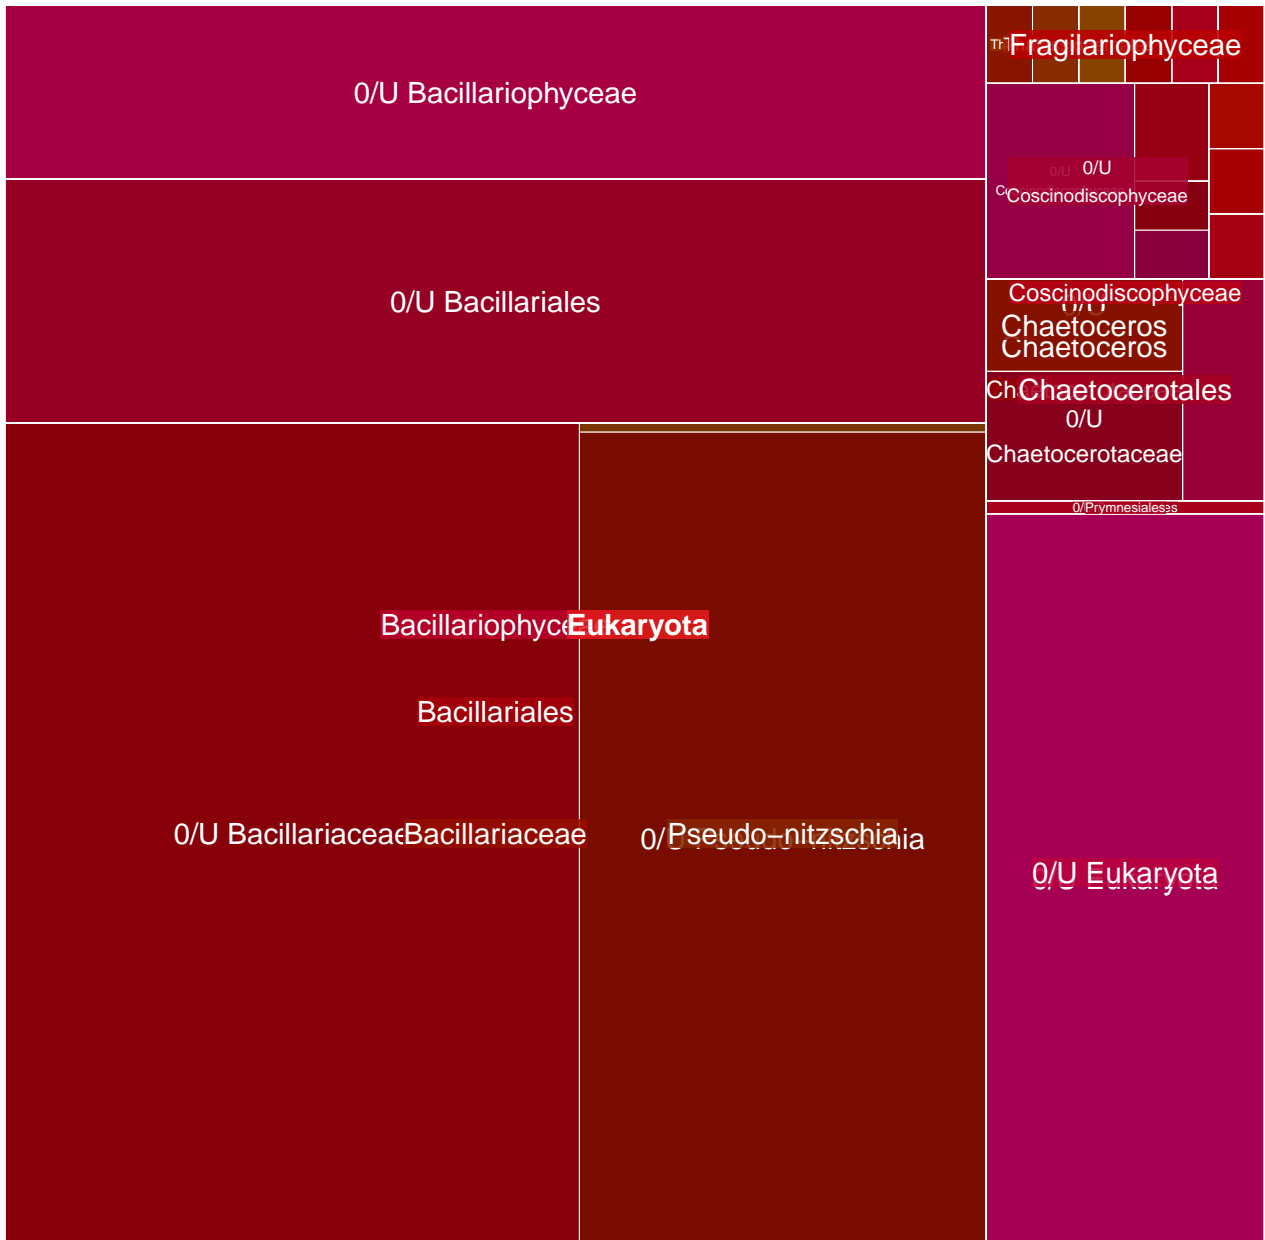 0/U Bacillariophyceae
0/U Bacillariales
Bacillariophyce
Eukaryota
Bacillariales
0/U Bacillariaceae
Bacillariaceae
Pseudo−nitzschia
Fragilariophyceae
0/U
Coscinodiscophyceae
Coscinodiscophyceae
Chaetoceros
Chaetoceros
Chaetocerotales
0/U
Chaetocerotaceae
0/Prymnesiales
0/U Eukaryota